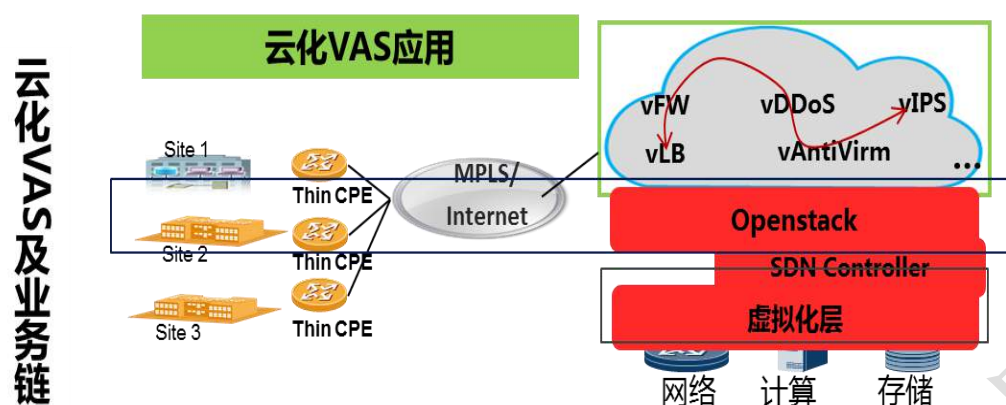 云化VAS及业务链
云化VAS应用
vFW
vDDoS
vIPS
vLB
vAntiVirm
...
Site 1
Thin CPE
MPLS/
Internet
Site 2
Thin CPE
Site 3
Thin CPE
Openstack
SDN Controller
虚拟化层
网络
计算
存储